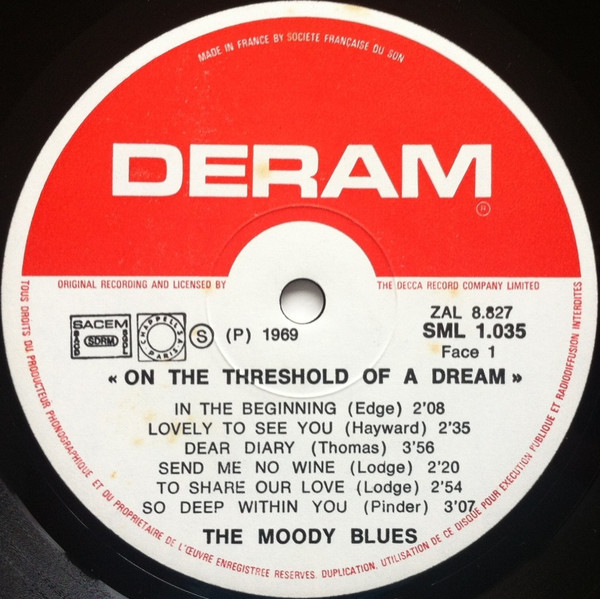 MADE IN FRANCE BY SOCIÉTÉ FRANÇAISE DU SON
DERAM
®
ORIGINAL RECORDING AND LICENSED BY THE DECCA RECORD COMPANY LIMITED
ZAL 8.827
SML 1.035
Face 1
SACEM
SDRM
CHAPPELL S.A.
PARIS
Ⓢ (P) 1969
« ON THE THRESHOLD OF A DREAM »
IN THE BEGINNING (Edge) 2'08
LOVELY TO SEE YOU (Hayward) 2'35
DEAR DIARY (Thomas) 3'56
SEND ME NO WINE (Lodge) 2'20
TO SHARE OUR LOVE (Lodge) 2'54
SO DEEP WITHIN YOU (Pinder) 3'07
THE MOODY BLUES
TOUS DROITS DU PRODUCTEUR PHONOGRAPHIQUE ET DU PROPRIETAIRE DE L'ŒUVRE ENREGISTREE RESERVES. DUPLICATION, UTILISATION DE CE DISQUE POUR EXECUTION PUBLIQUE ET RADIODIFFUSION INTERDITES